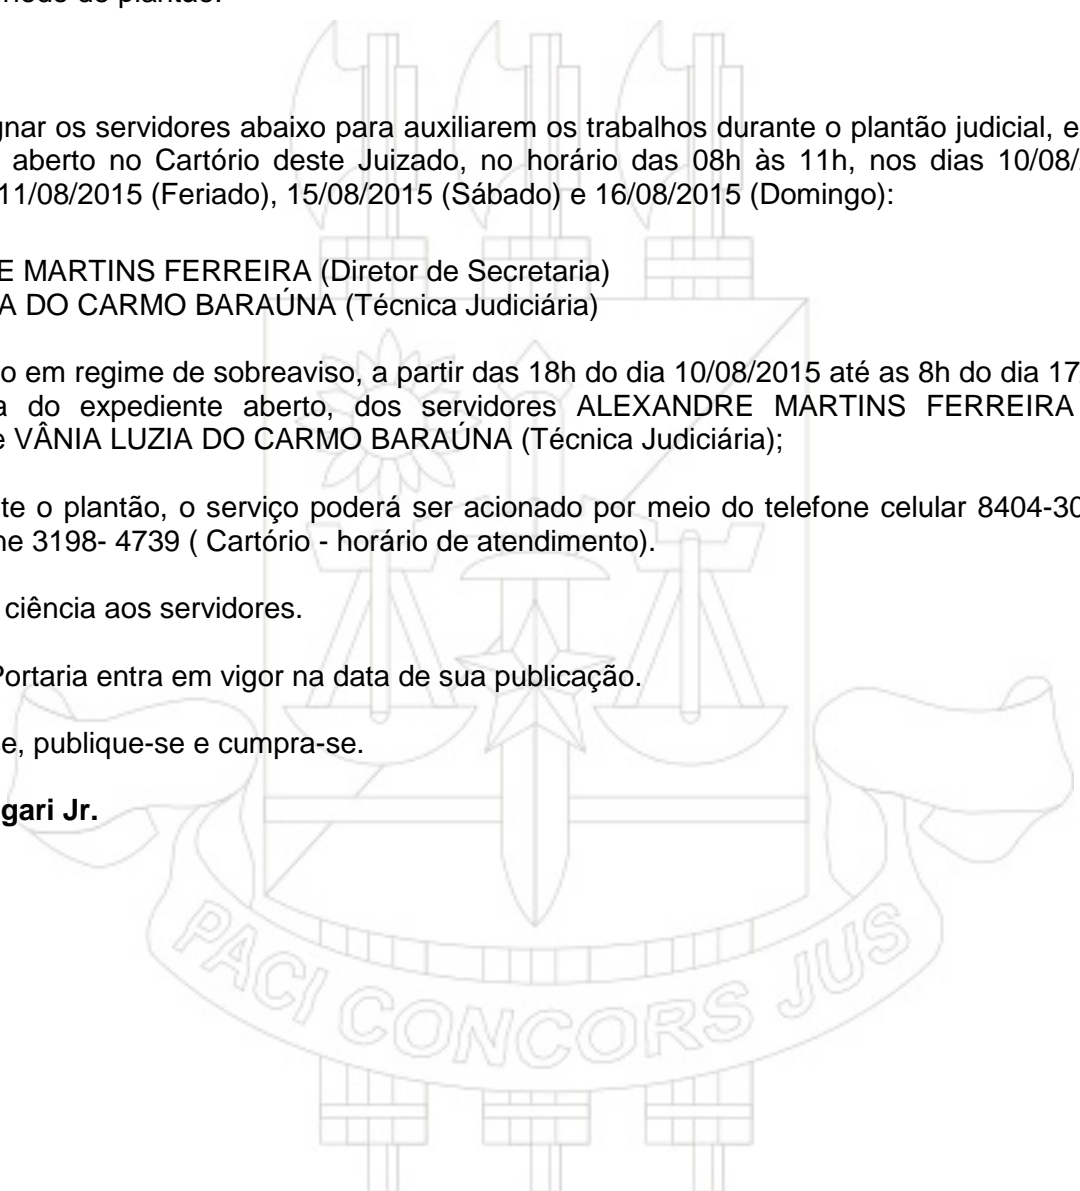 gnar os servidores abaixo para auxiliarem os trabalhos durante o plantão judicial, e
aberto no Cartório deste Juizado, no horário das 08h às 11h, nos dias 10/08/
11/08/2015 (Feriado), 15/08/2015 (Sábado) e 16/08/2015 (Domingo):
E MARTINS FERREIRA (Diretor de Secretaria)
A DO CARMO BARAÚNA (Técnica Judiciária)
o em regime de sobreaviso, a partir das 18h do dia 10/08/2015 até as 8h do dia 17
a do expediente aberto, dos servidores ALEXANDRE MARTINS FERREIRA
e VÂNIA LUZIA DO CARMO BARAÚNA (Técnica Judiciária);
te o plantão, o serviço poderá ser acionado por meio do telefone celular 8404-30
ne 3198- 4739 ( Cartório - horário de atendimento).
ciência aos servidores.
Portaria entra em vigor na data de sua publicação.
e, publique-se e cumpra-se.
gari Jr.
PACI CONCORS JUS